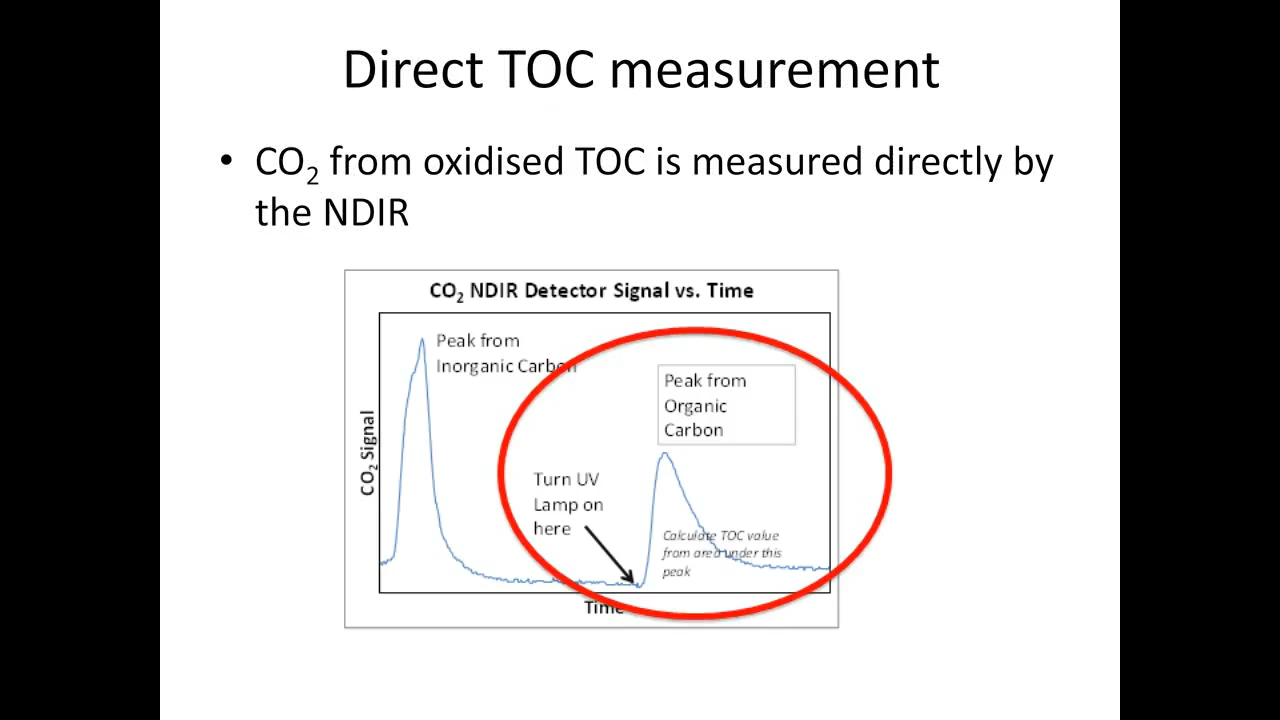 Direct TOC measurement
• CO₂ from oxidised TOC is measured directly by
the NDIR
CO₂ NDIR Detector Signal vs. Time
Peak from
Inorganic Carbon
Peak from
Organic
Carbon
CO₂ Signal
Turn UV
Lamp on
here
Calculate TOC value
from area under this
peak
Time